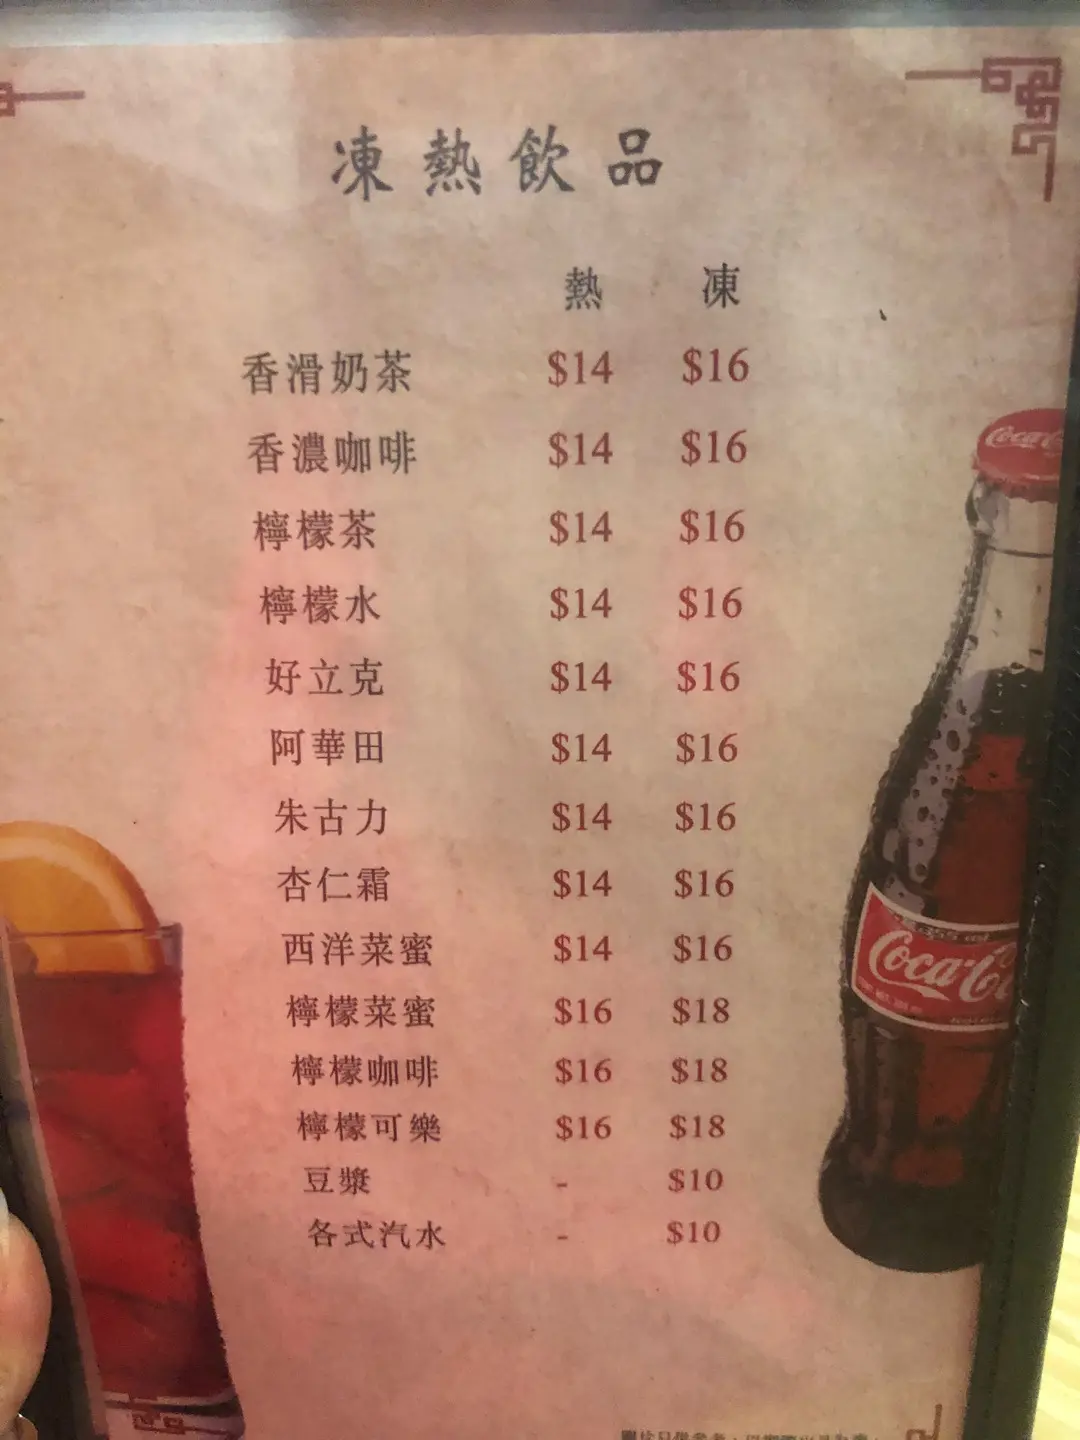 凍熱飲品
熱 凍
香滑奶茶 $14 $16
香濃咖啡 $14 $16
檸檬茶 $14 $16
檸檬水 $14 $16
好立克 $14 $16
阿華田 $14 $16
朱古力 $14 $16
杏仁霜 $14 $16
西洋菜蜜 $14 $16
檸檬菜蜜 $16 $18
檸檬咖啡 $16 $18
檸檬可樂 $16 $18
豆漿 - $10
各式汽水 - $10
Coca-Co
355 ml
Coca-Co